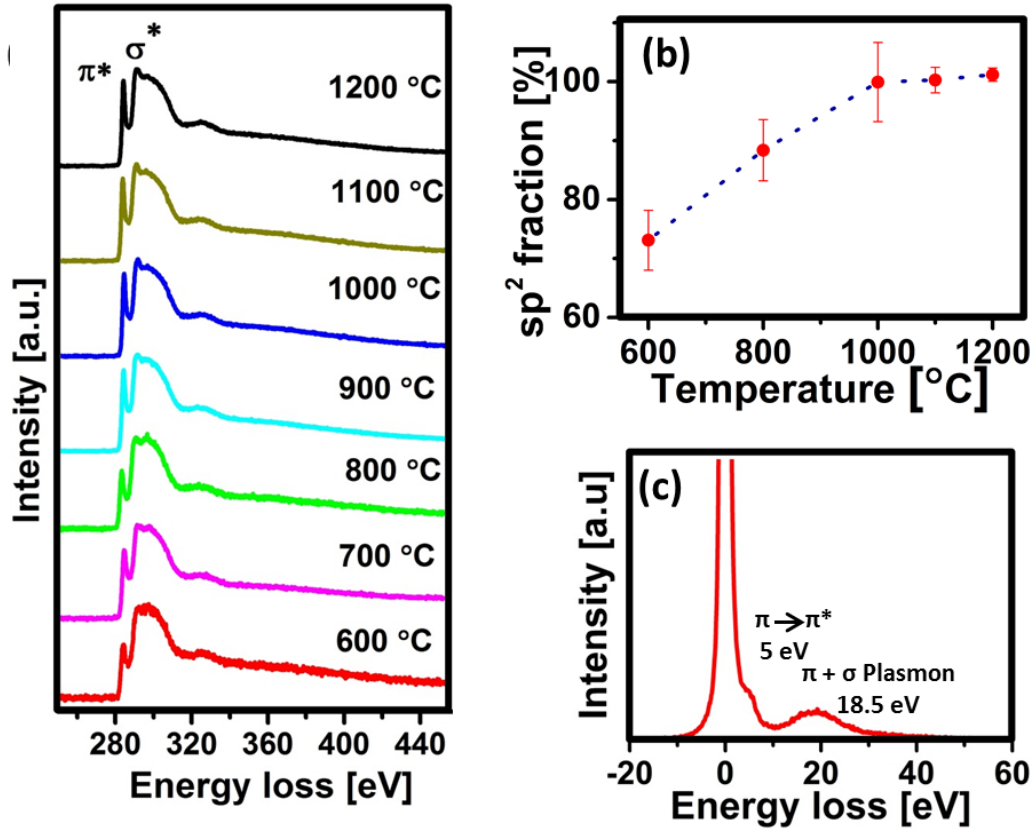 π*
σ*
1200 °C
1100 °C
1000 °C
900 °C
800 °C
700 °C
600 °C
Intensity [a.u.]
280 320 360 400 440
Energy loss [eV]
(b)
sp² fraction [%]
100
80
60
600 800 1000 1200
Temperature [°C]
(c)
Intensity [a.u]
π → π*
5 eV
π + σ Plasmon
18.5 eV
-20 0 20 40 60
Energy loss [eV]